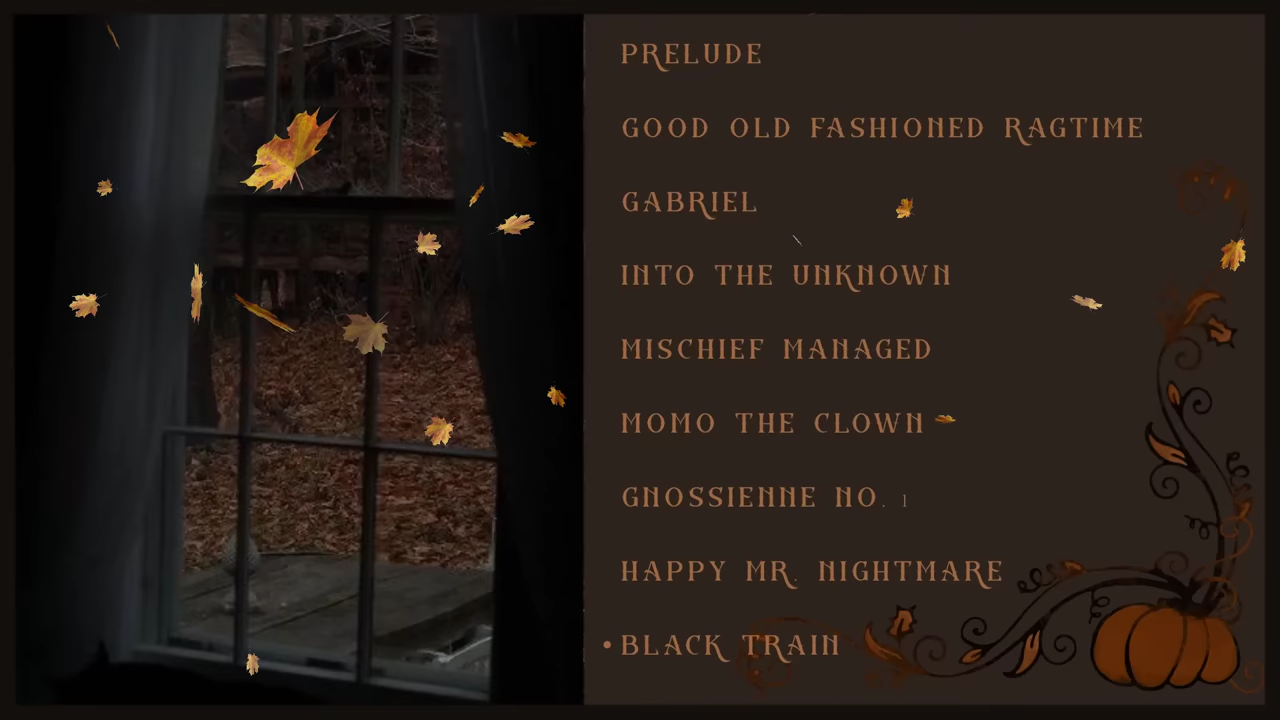 PRELUDE
GOOD OLD FASHIONED RAGTIME
GABRIEL
INTO THE UNKNOWN
MISCHIEF MANAGED
MOMO THE CLOWN
GNOSSIENNE NO. 1
HAPPY MR. NIGHTMARE
• BLACK TRAIN